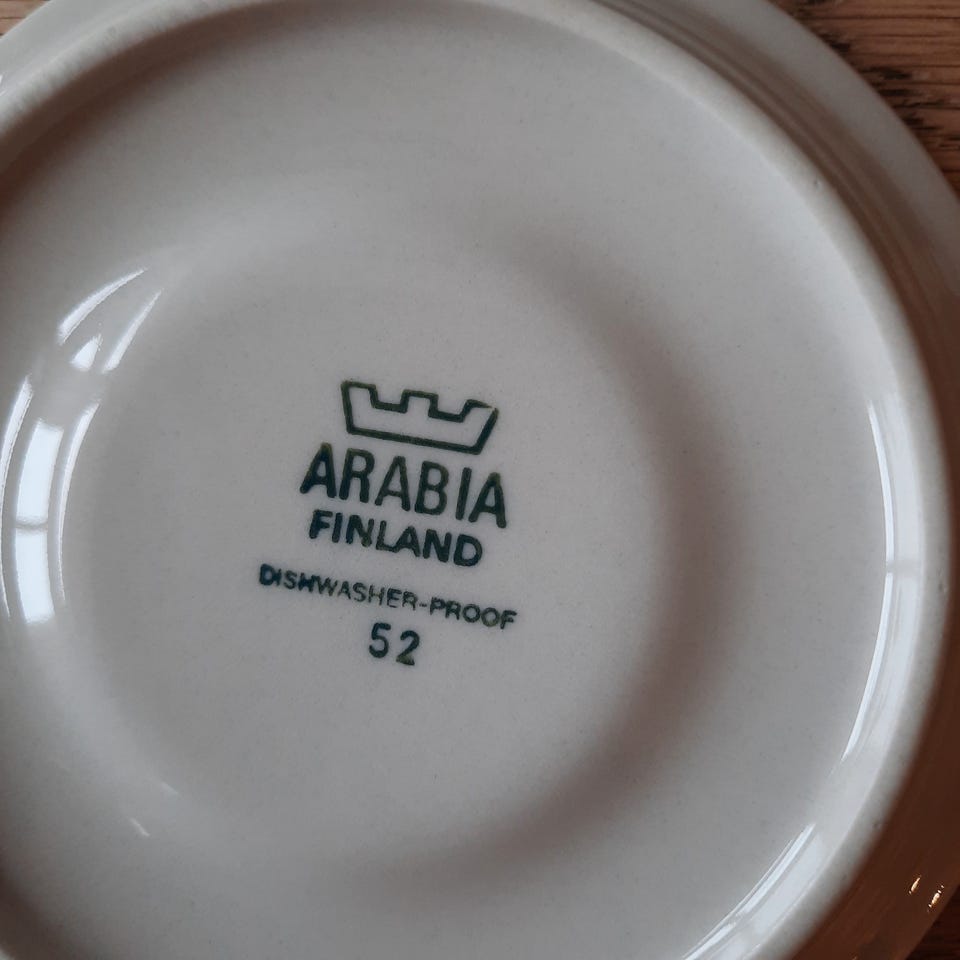 ARABIA
FINLAND
DISHWASHER-PROOF
52